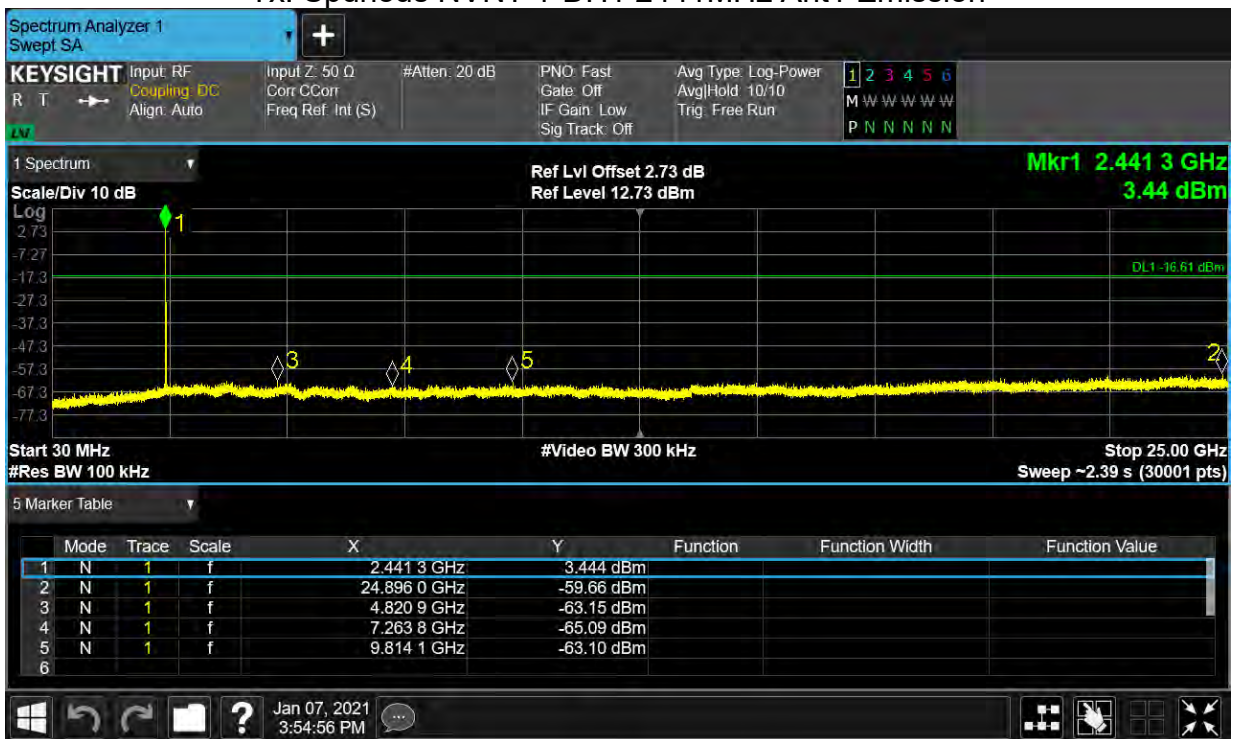 Tx. Spurious NVNT 1-DH1 2441MHz Ant1 Emission
Spectrum Analyzer 1
Swept SA
+
KEYSIGHT Input: RF Input Z: 50 Ω #Atten: 20 dB PNO: Fast Avg Type: Log-Power 1 2 3 4 5 6
R T Coupling: DC Corr CCorr Gate: Off Avg|Hold: 10/10 M W W W W W
Align: Auto Freq Ref: Int (S) IF Gain: Low Trig: Free Run P N N N N N
Sig Track: Off
1 Spectrum Ref Lvl Offset 2.73 dB Mkr1 2.441 3 GHz
Scale/Div 10 dB Ref Level 12.73 dBm 3.44 dBm
Log
1
2.73
-7.27
DL1 -16.61 dBm
-17.3
-27.3
-37.3
-47.3
3 4 5 2
-57.3
-67.3
-77.3
Start 30 MHz #Video BW 300 kHz Stop 25.00 GHz
#Res BW 100 kHz Sweep ~2.39 s (30001 pts)
5 Marker Table
Mode Trace Scale X Y Function Function Width Function Value
1 N 1 f 2.441 3 GHz 3.444 dBm
2 N 1 f 24.896 0 GHz -59.66 dBm
3 N 1 f 4.820 9 GHz -63.15 dBm
4 N 1 f 7.263 8 GHz -65.09 dBm
5 N 1 f 9.814 1 GHz -63.10 dBm
6
? Jan 07, 2021
3:54:56 PM